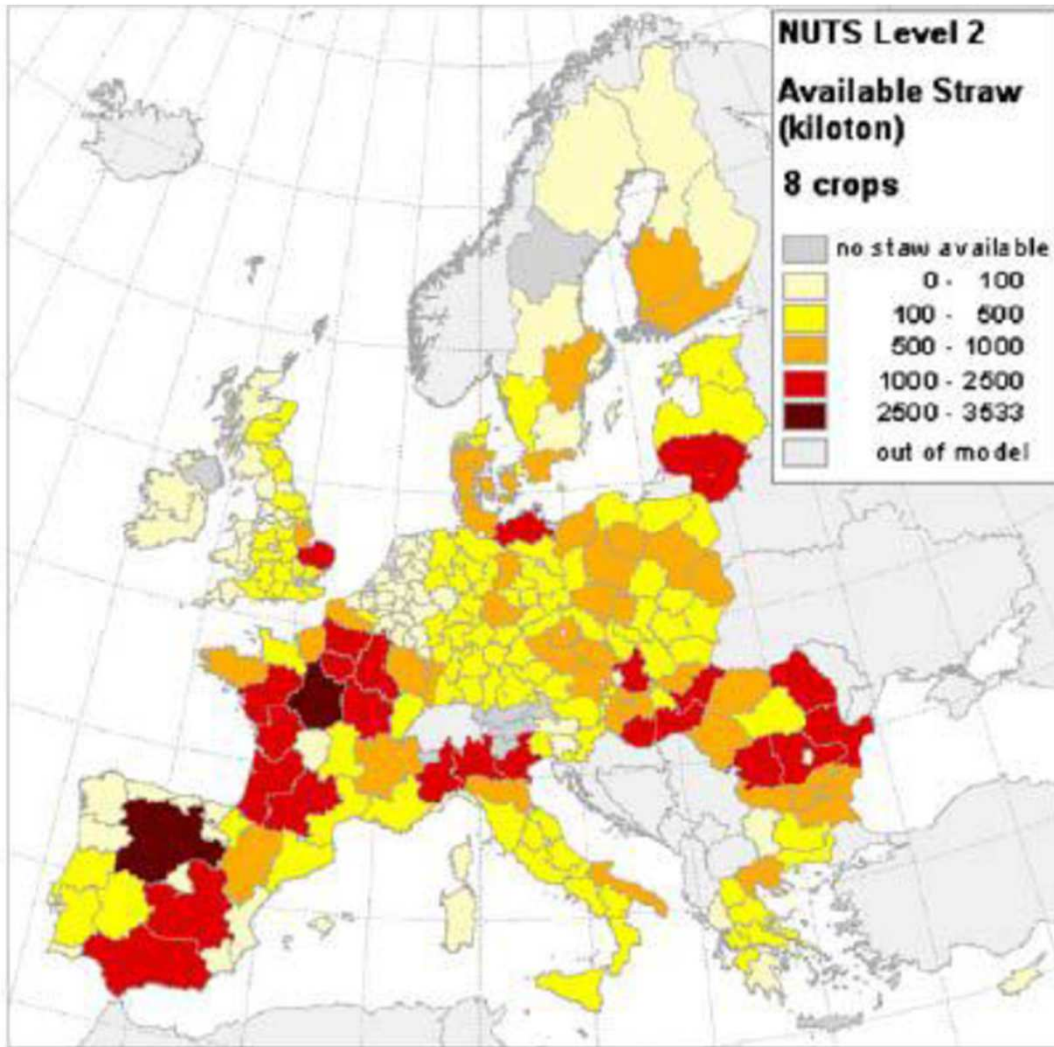 NUTS Level 2
Available Straw
(kiloton)
8 crops
no staw available
0 - 100
100 - 500
500 - 1000
1000 - 2500
2500 - 3533
out of model